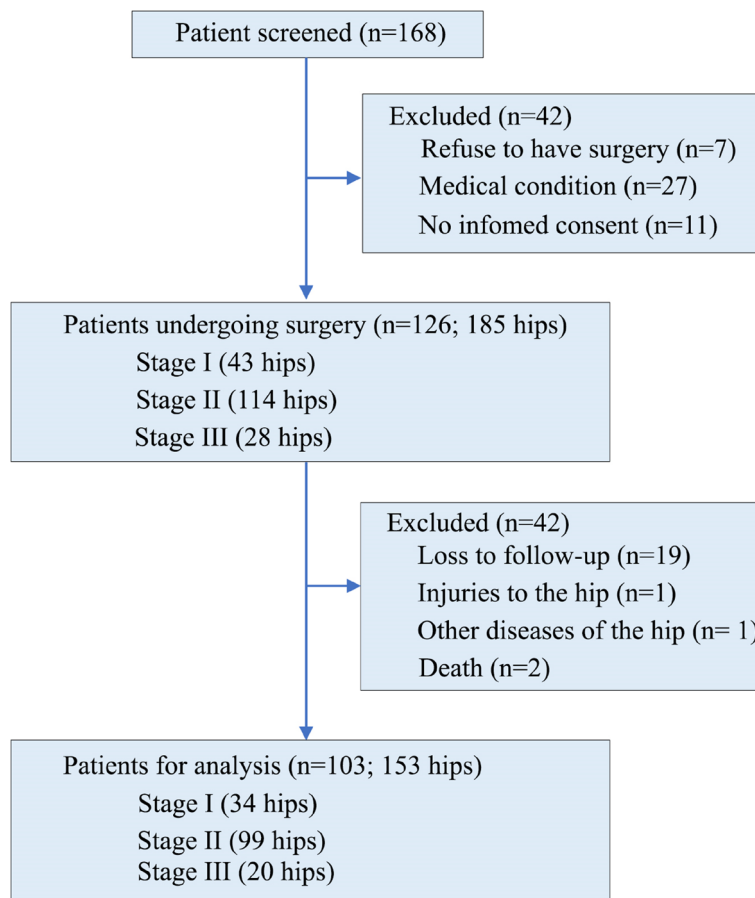 Patient screened (n=168)
Excluded (n=42)
Refuse to have surgery (n=7)
Medical condition (n=27)
No infomed consent (n=11)
Patients undergoing surgery (n=126; 185 hips)
Stage I (43 hips)
Stage II (114 hips)
Stage III (28 hips)
Excluded (n=42)
Loss to follow-up (n=19)
Injuries to the hip (n=1)
Other diseases of the hip (n= 1)
Death (n=2)
Patients for analysis (n=103; 153 hips)
Stage I (34 hips)
Stage II (99 hips)
Stage III (20 hips)